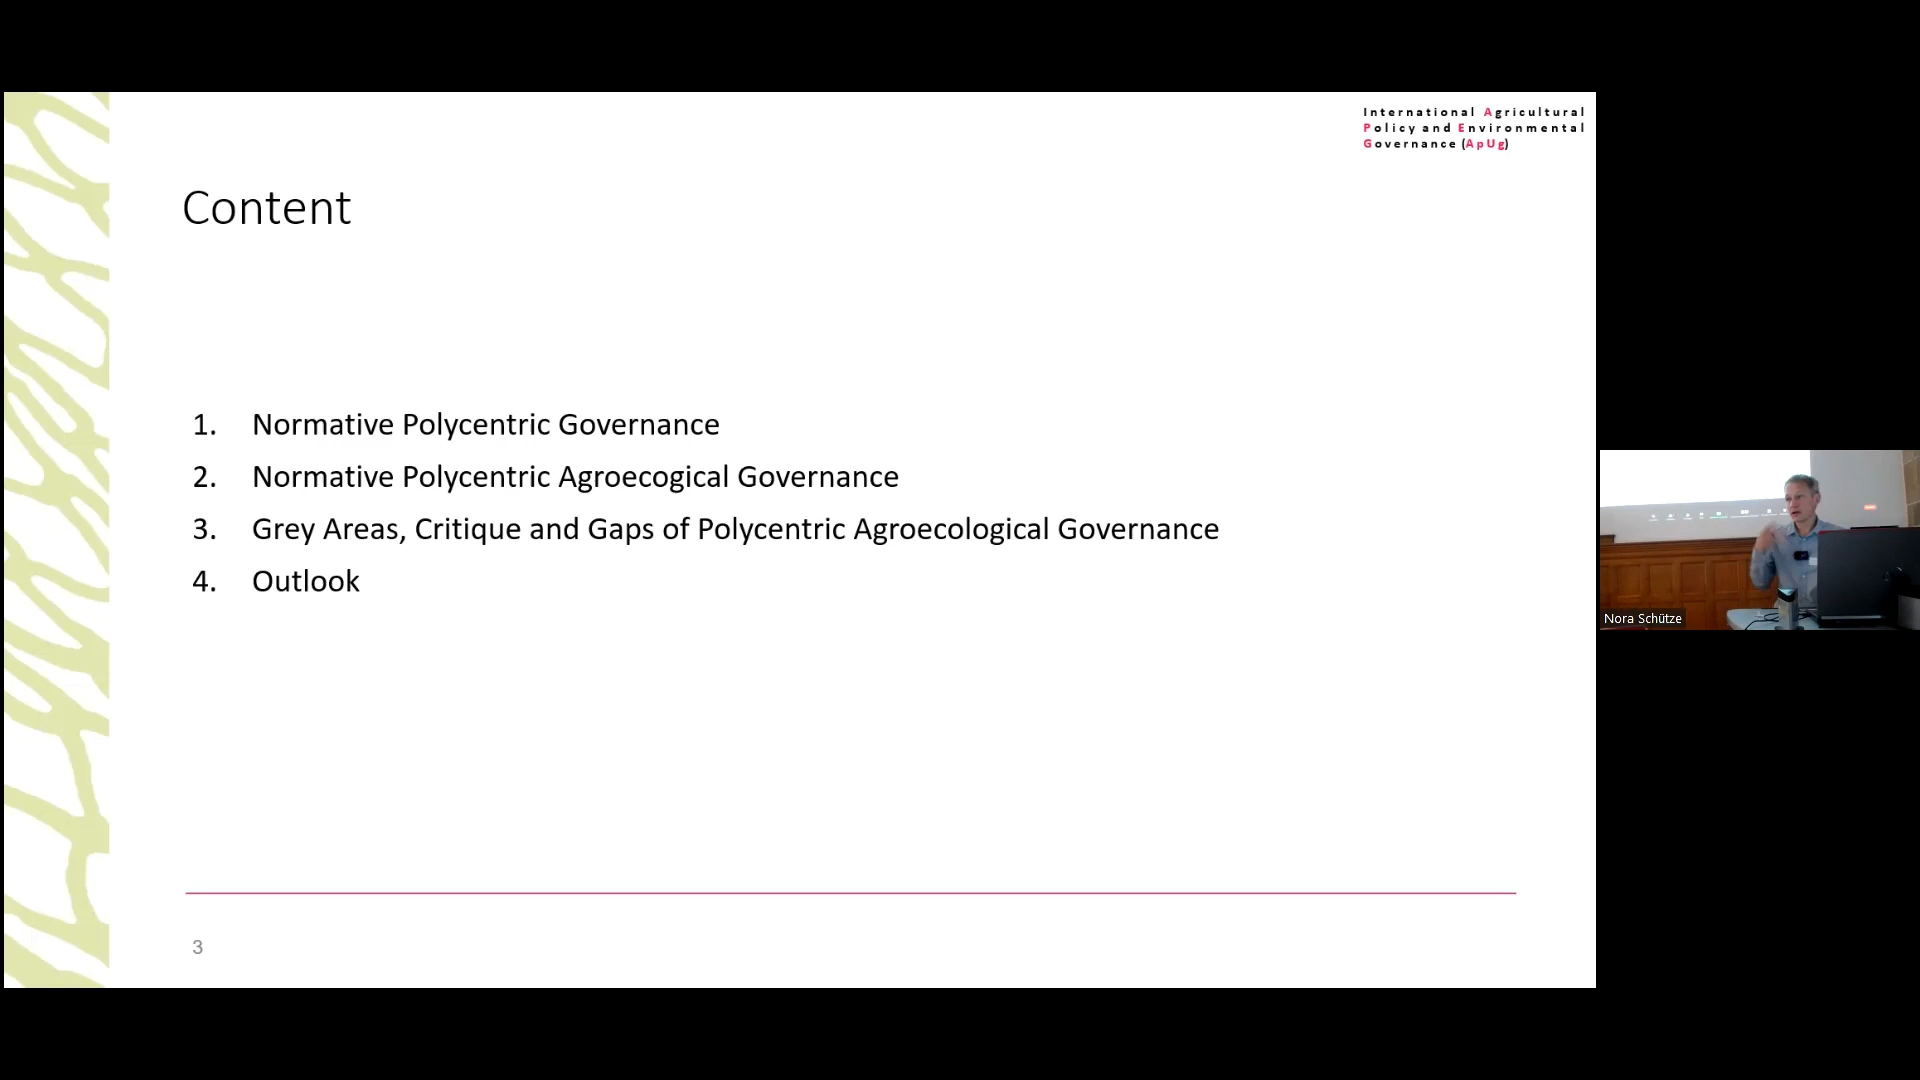 International Agricultural
Policy and Environmental
Governance (ApUg)
Content
1. Normative Polycentric Governance
2. Normative Polycentric Agroecogical Governance
3. Grey Areas, Critique and Gaps of Polycentric Agroecological Governance
4. Outlook
3
Nora Schütze